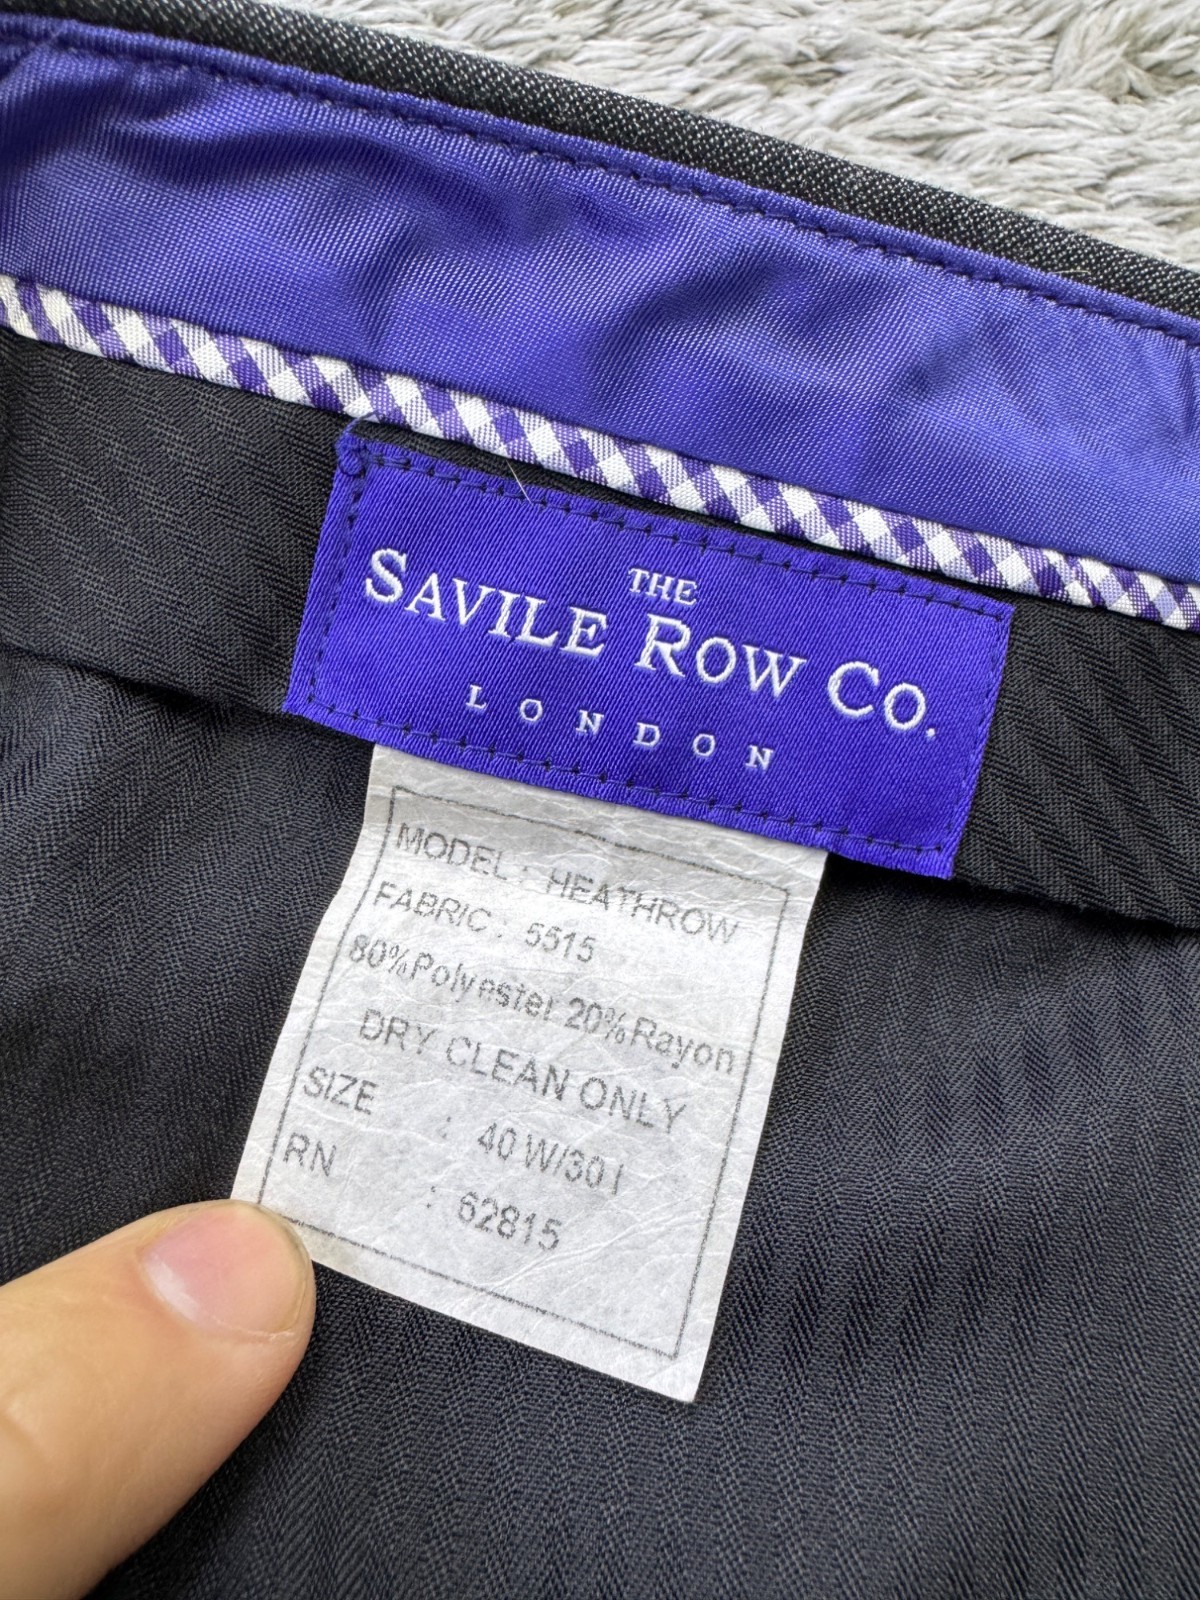 THE
SAVILE ROW CO.
LONDON
MODEL : HEATHROW
FABRIC : 5515
80%Polyester 20%Rayon
DRY CLEAN ONLY
SIZE : 40 W/30 l
RN : 62815